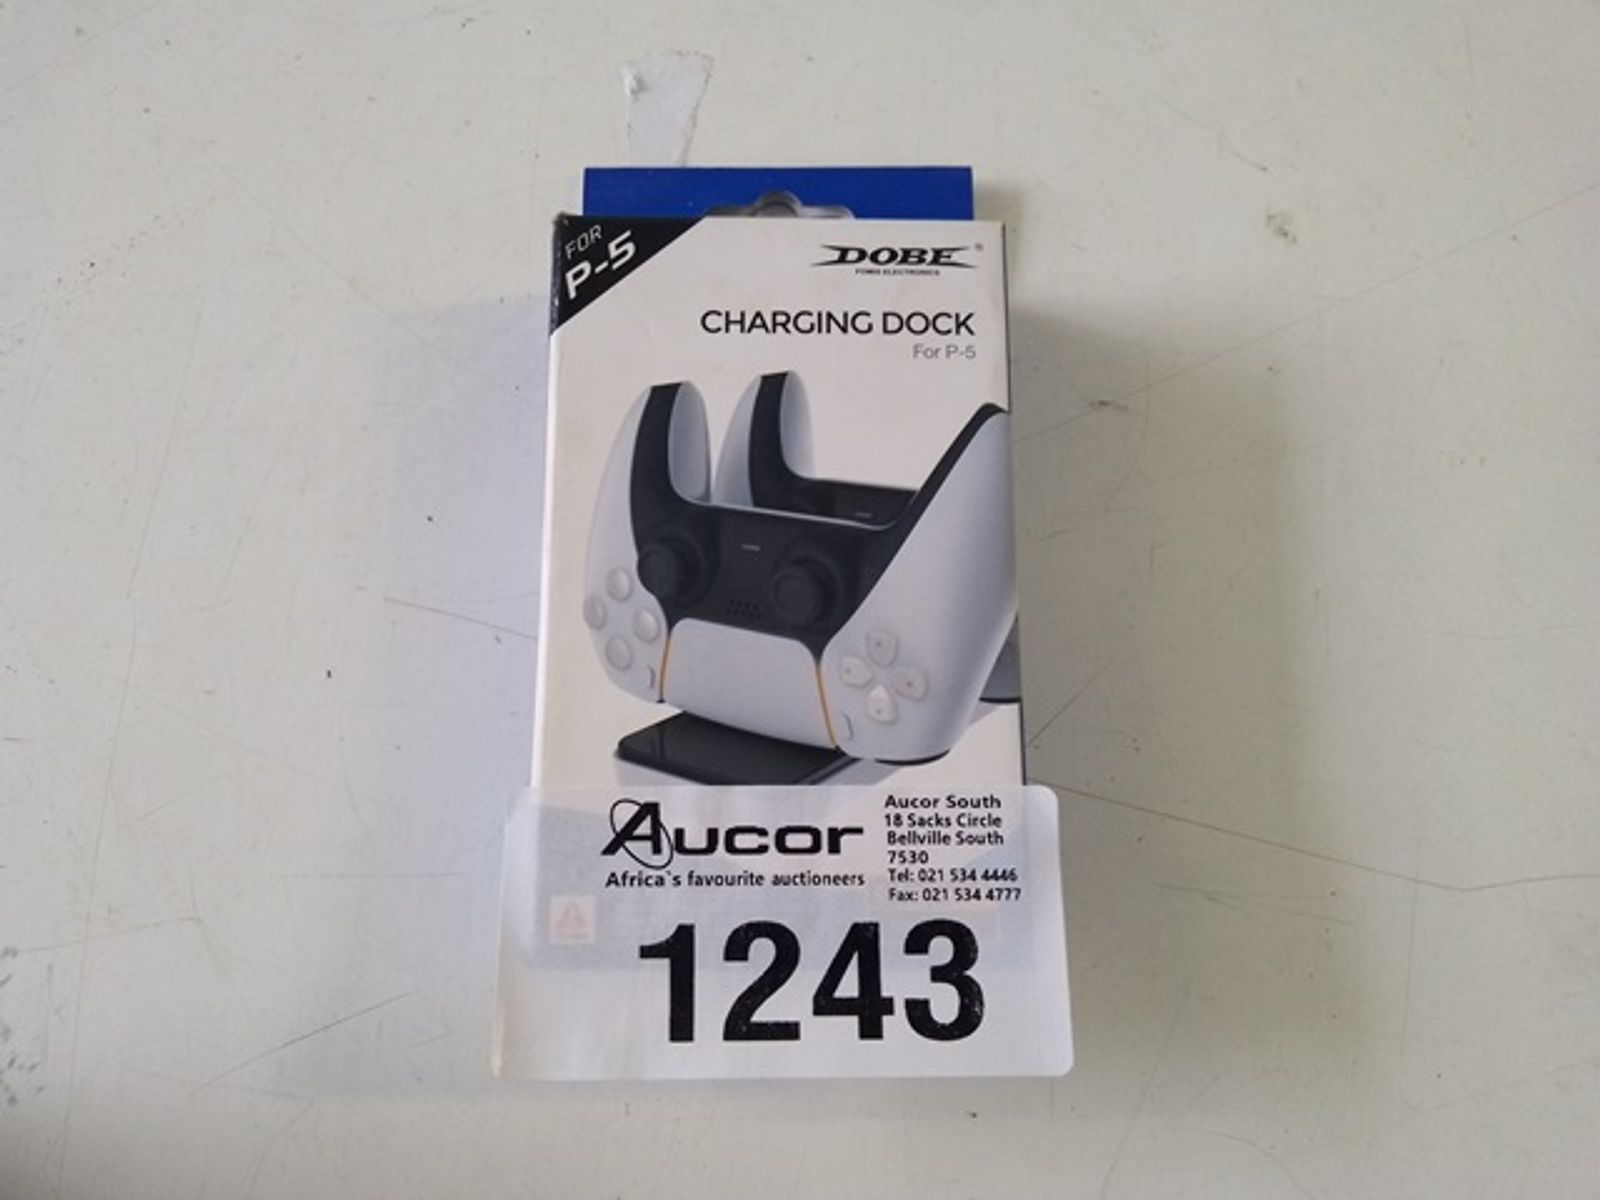 FOR
P-5
DOBE
CHARGING DOCK
For P-5
Aucor
Africa's favourite auctioneers
Aucor South
18 Sacks Circle
Bellville South
7530
Tel: 021 534 4446
Fax: 021 534 4777
1243